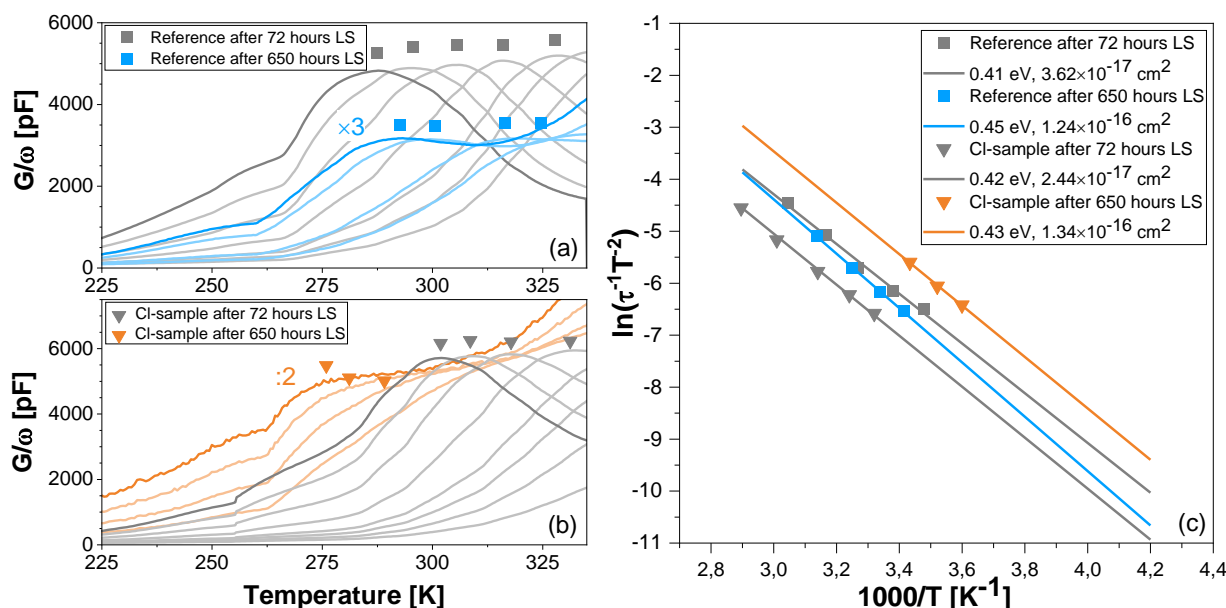 6000
4000
2000
0
G/ω [pF]
Reference after 72 hours LS
Reference after 650 hours LS
×3
(a)
225 250 275 300 325
6000
4000
2000
0
G/ω [pF]
Cl-sample after 72 hours LS
Cl-sample after 650 hours LS
:2
(b)
225 250 275 300 325
Temperature [K]
-1
-2
-3
-4
-5
-6
-7
-8
-9
-10
-11
ln(τ⁻¹T⁻²)
Reference after 72 hours LS
0.41 eV, 3.62×10⁻¹⁷ cm²
Reference after 650 hours LS
0.45 eV, 1.24×10⁻¹⁶ cm²
Cl-sample after 72 hours LS
0.42 eV, 2.44×10⁻¹⁷ cm²
Cl-sample after 650 hours LS
0.43 eV, 1.34×10⁻¹⁶ cm²
(c)
2,8 3,0 3,2 3,4 3,6 3,8 4,0 4,2 4,4
1000/T [K⁻¹]